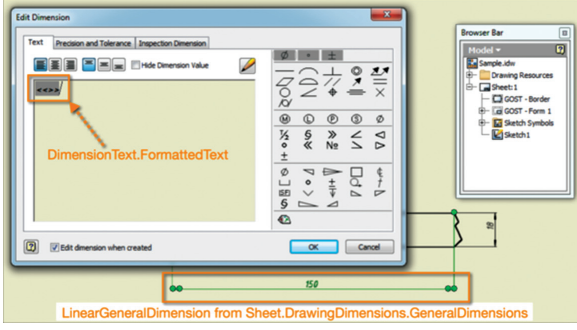 Edit Dimension
Text Precision and Tolerance Inspection Dimension
Hide Dimension Value
<<>>
DimensionText.FormattedText
Edit dimension when created
OK Cancel
Browser Bar
Model
Sample.idw
Drawing Resources
Sheet:1
GOST - Border
GOST - Form 1
Sketch Symbols
Sketch1
18
150
LinearGeneralDimension from Sheet.DrawingDimensions.GeneralDimensions